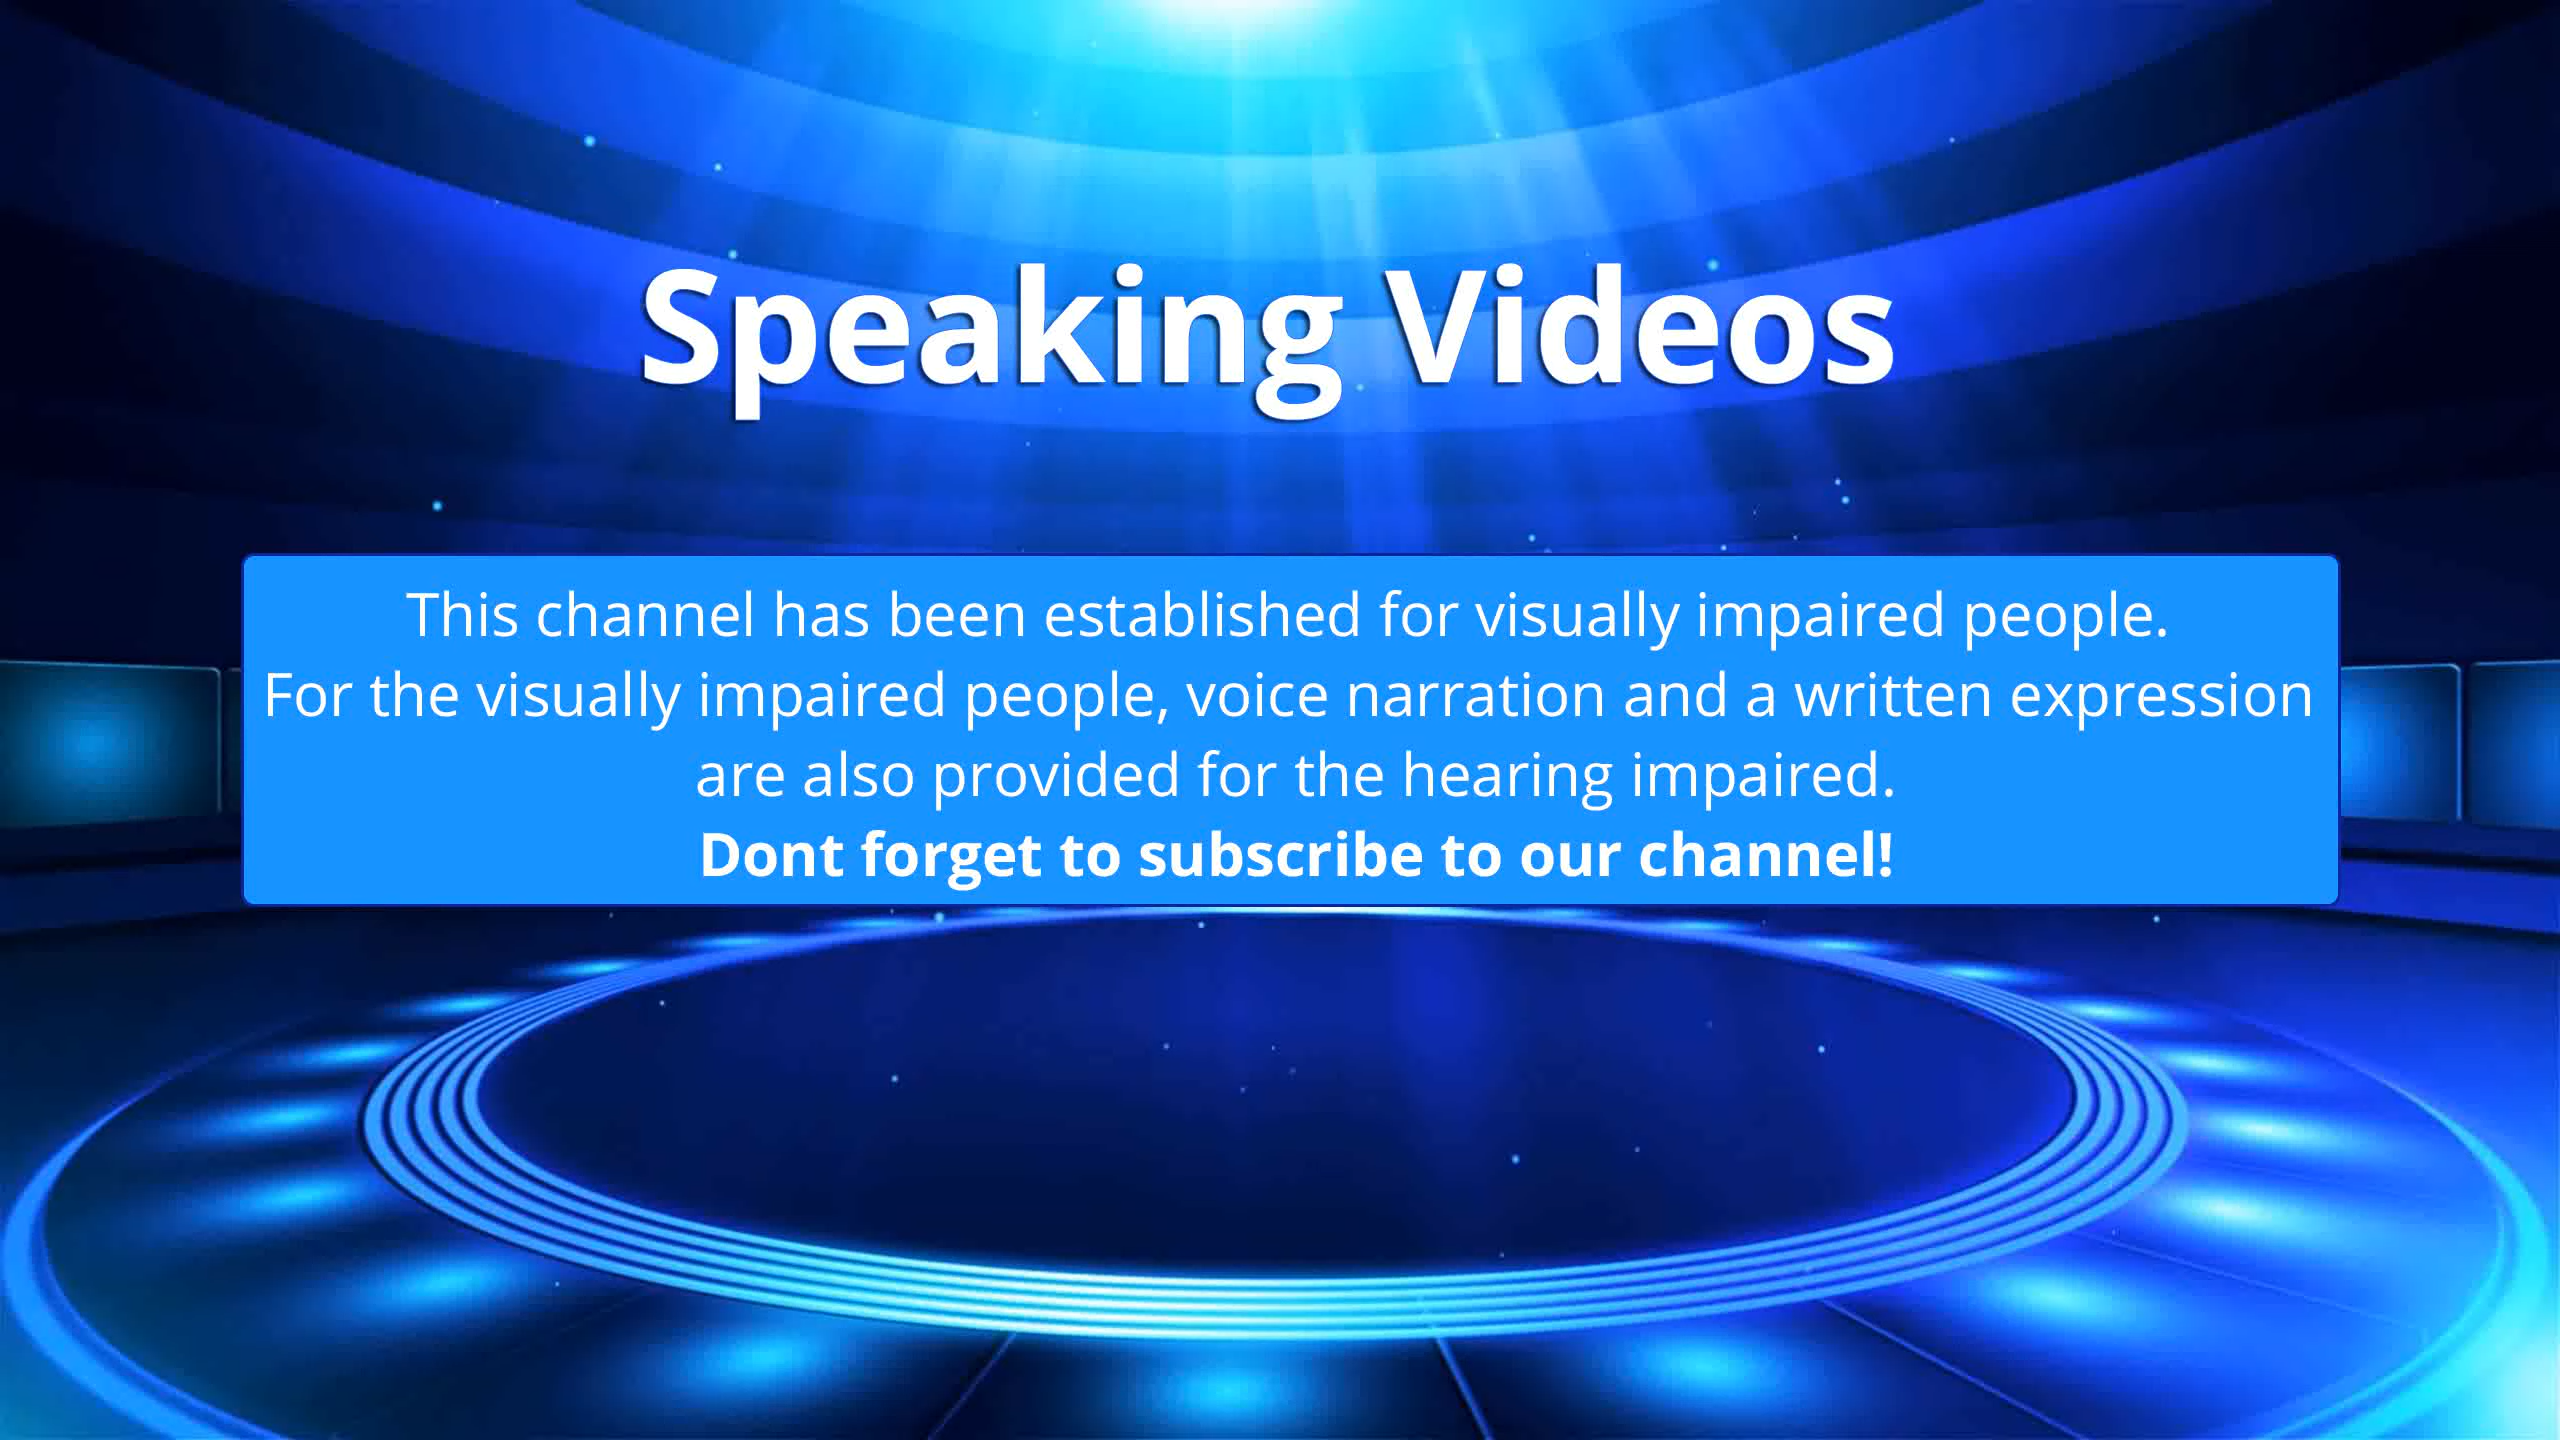 Speaking Videos
This channel has been established for visually impaired people.
For the visually impaired people, voice narration and a written expression
are also provided for the hearing impaired.
Dont forget to subscribe to our channel!